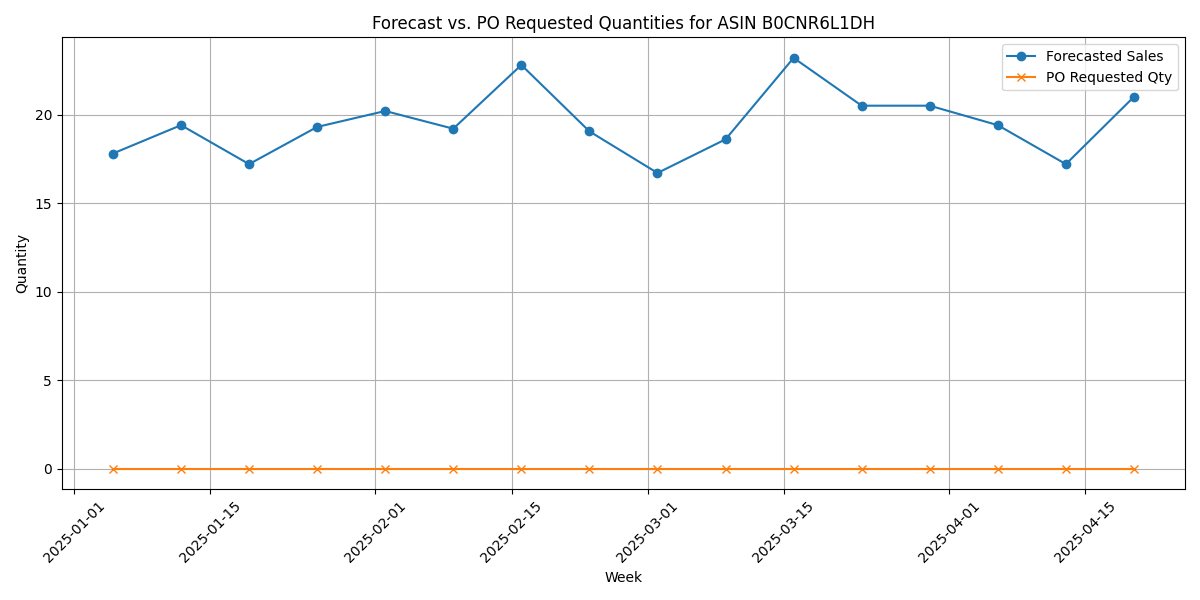 Forecast vs. PO Requested Quantities for ASIN B0CNR6L1DH
Forecasted Sales
PO Requested Qty
Quantity
20
15
10
5
0
2025-01-01
2025-01-15
2025-02-01
2025-02-15
2025-03-01
2025-03-15
2025-04-01
2025-04-15
Week